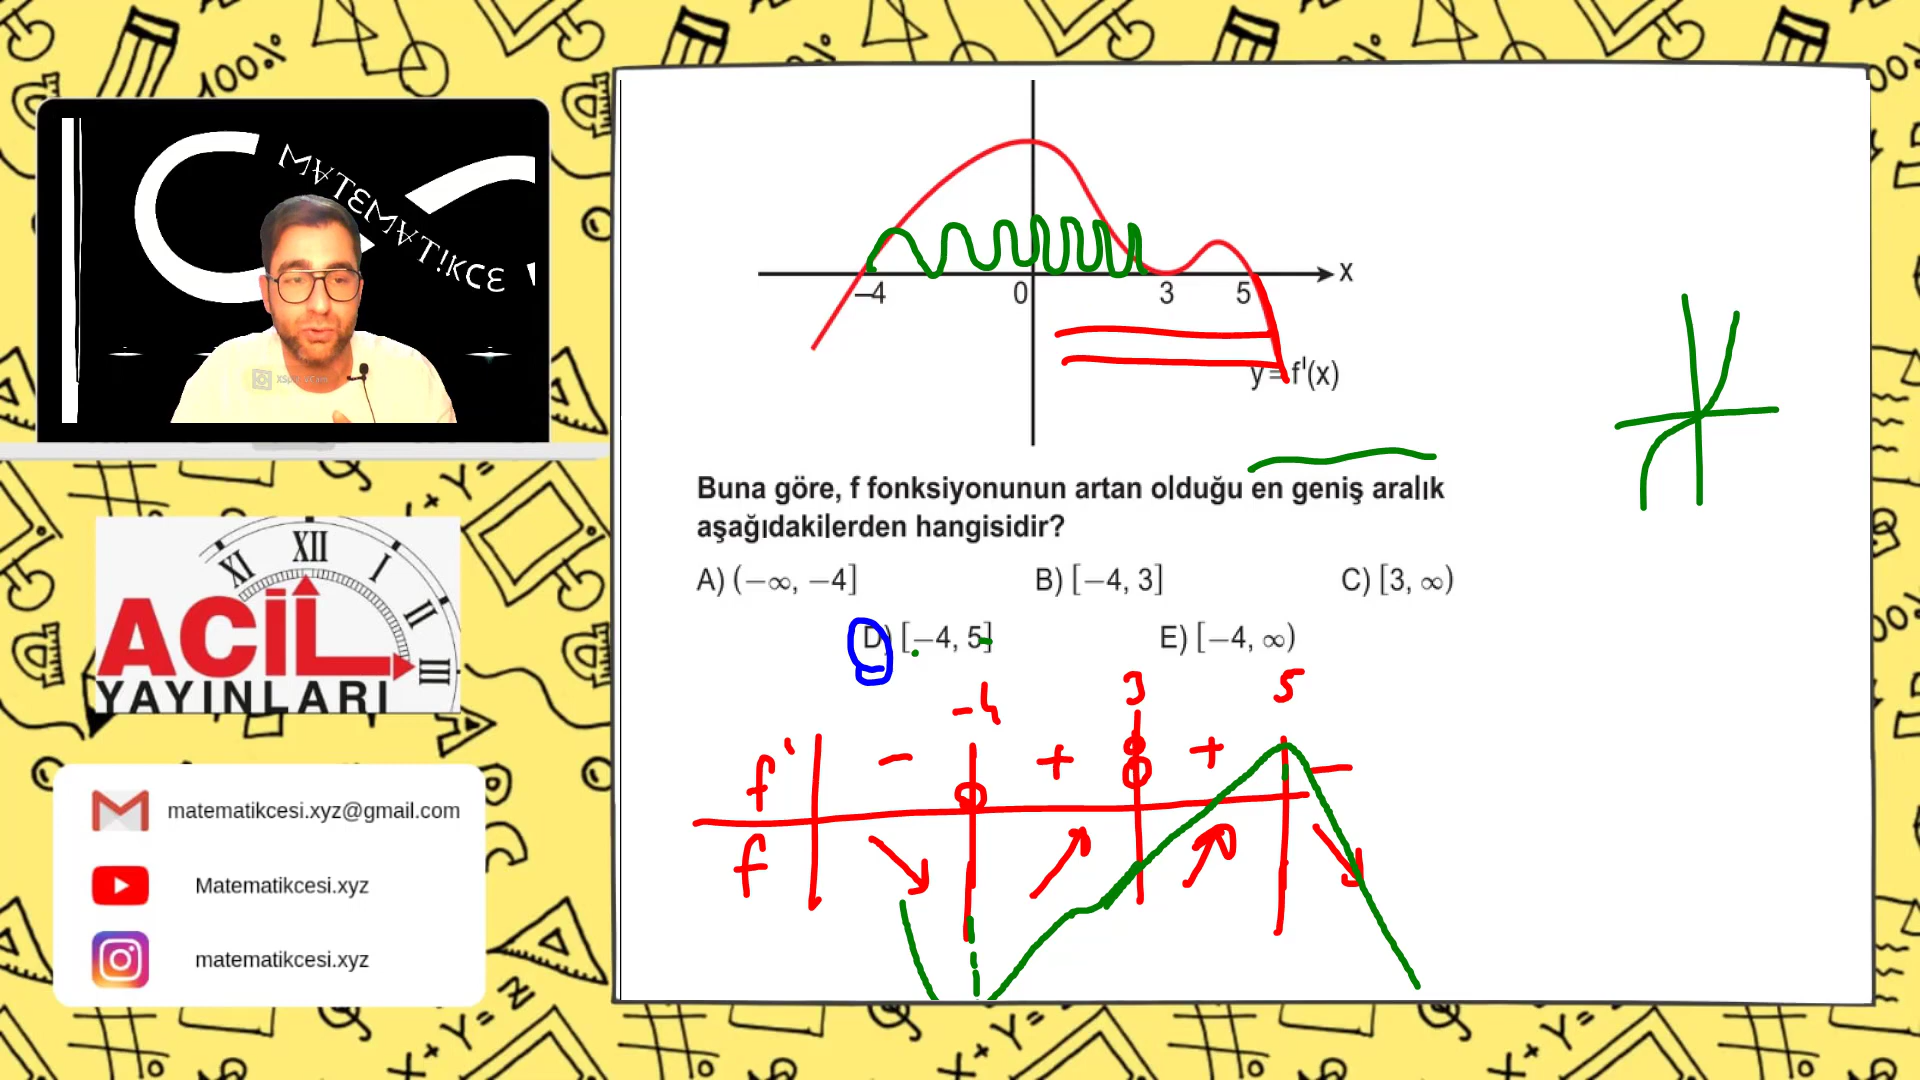 100%
MATEMATİKCE
XI XII I II III
ACİL
YAYINLARI
matematikcesi.xyz@gmail.com
Matematikcesi.xyz
matematikcesi.xyz
x
-4 0 3 5
y = f'(x)
Buna göre, f fonksiyonunun artan olduğu en geniş aralık
aşağıdakilerden hangisidir?
A) (−∞, −4] B) [−4, 3] C) [3, ∞)
D) [−4, 5] E) [−4, ∞)
-4 3 5
f' - + + -
f
x + y =